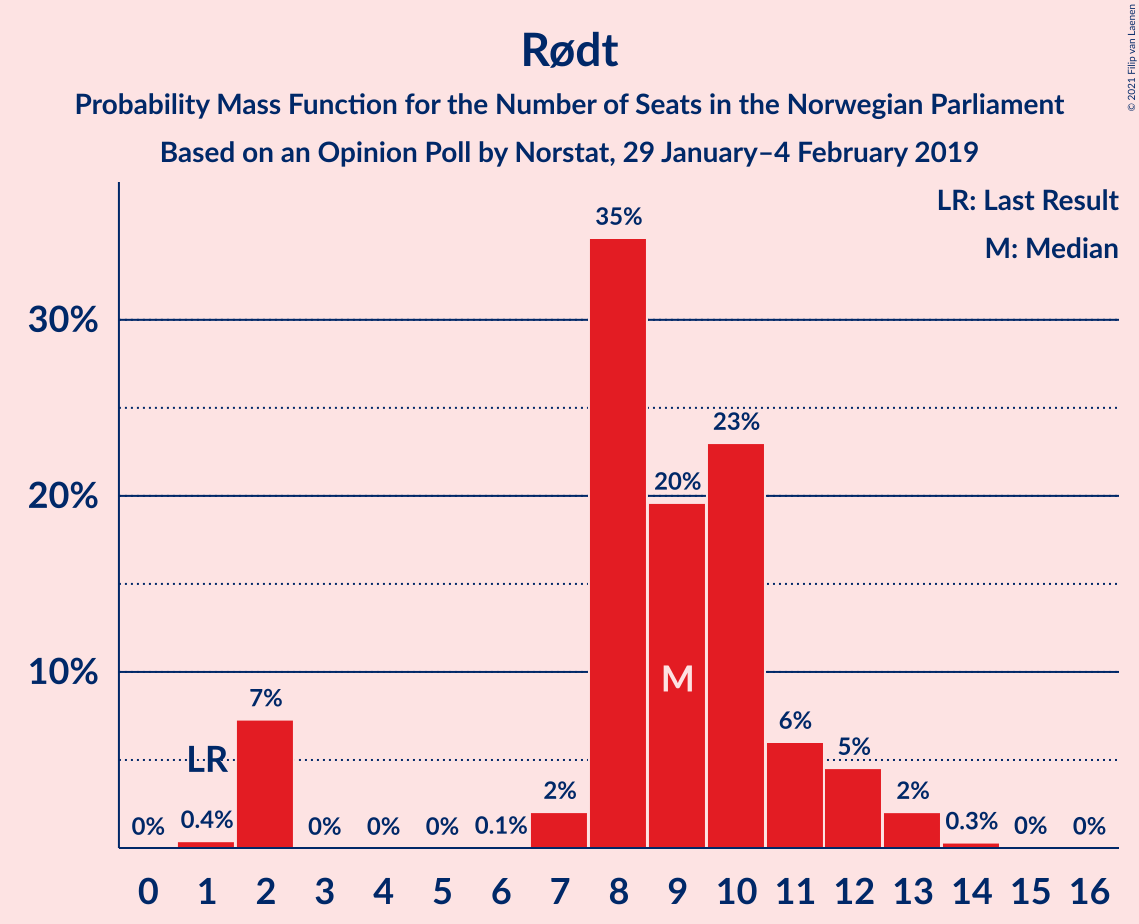 Rødt
Probability Mass Function for the Number of Seats in the Norwegian Parliament
Based on an Opinion Poll by Norstat, 29 January–4 February 2019
© 2021 Filip van Laenen
LR: Last Result
M: Median
30%
20%
10%
0%
0.4%
LR
7%
0%
0%
0%
0.1%
2%
35%
20%
M
23%
6%
5%
2%
0.3%
0%
0%
0 1 2 3 4 5 6 7 8 9 10 11 12 13 14 15 16